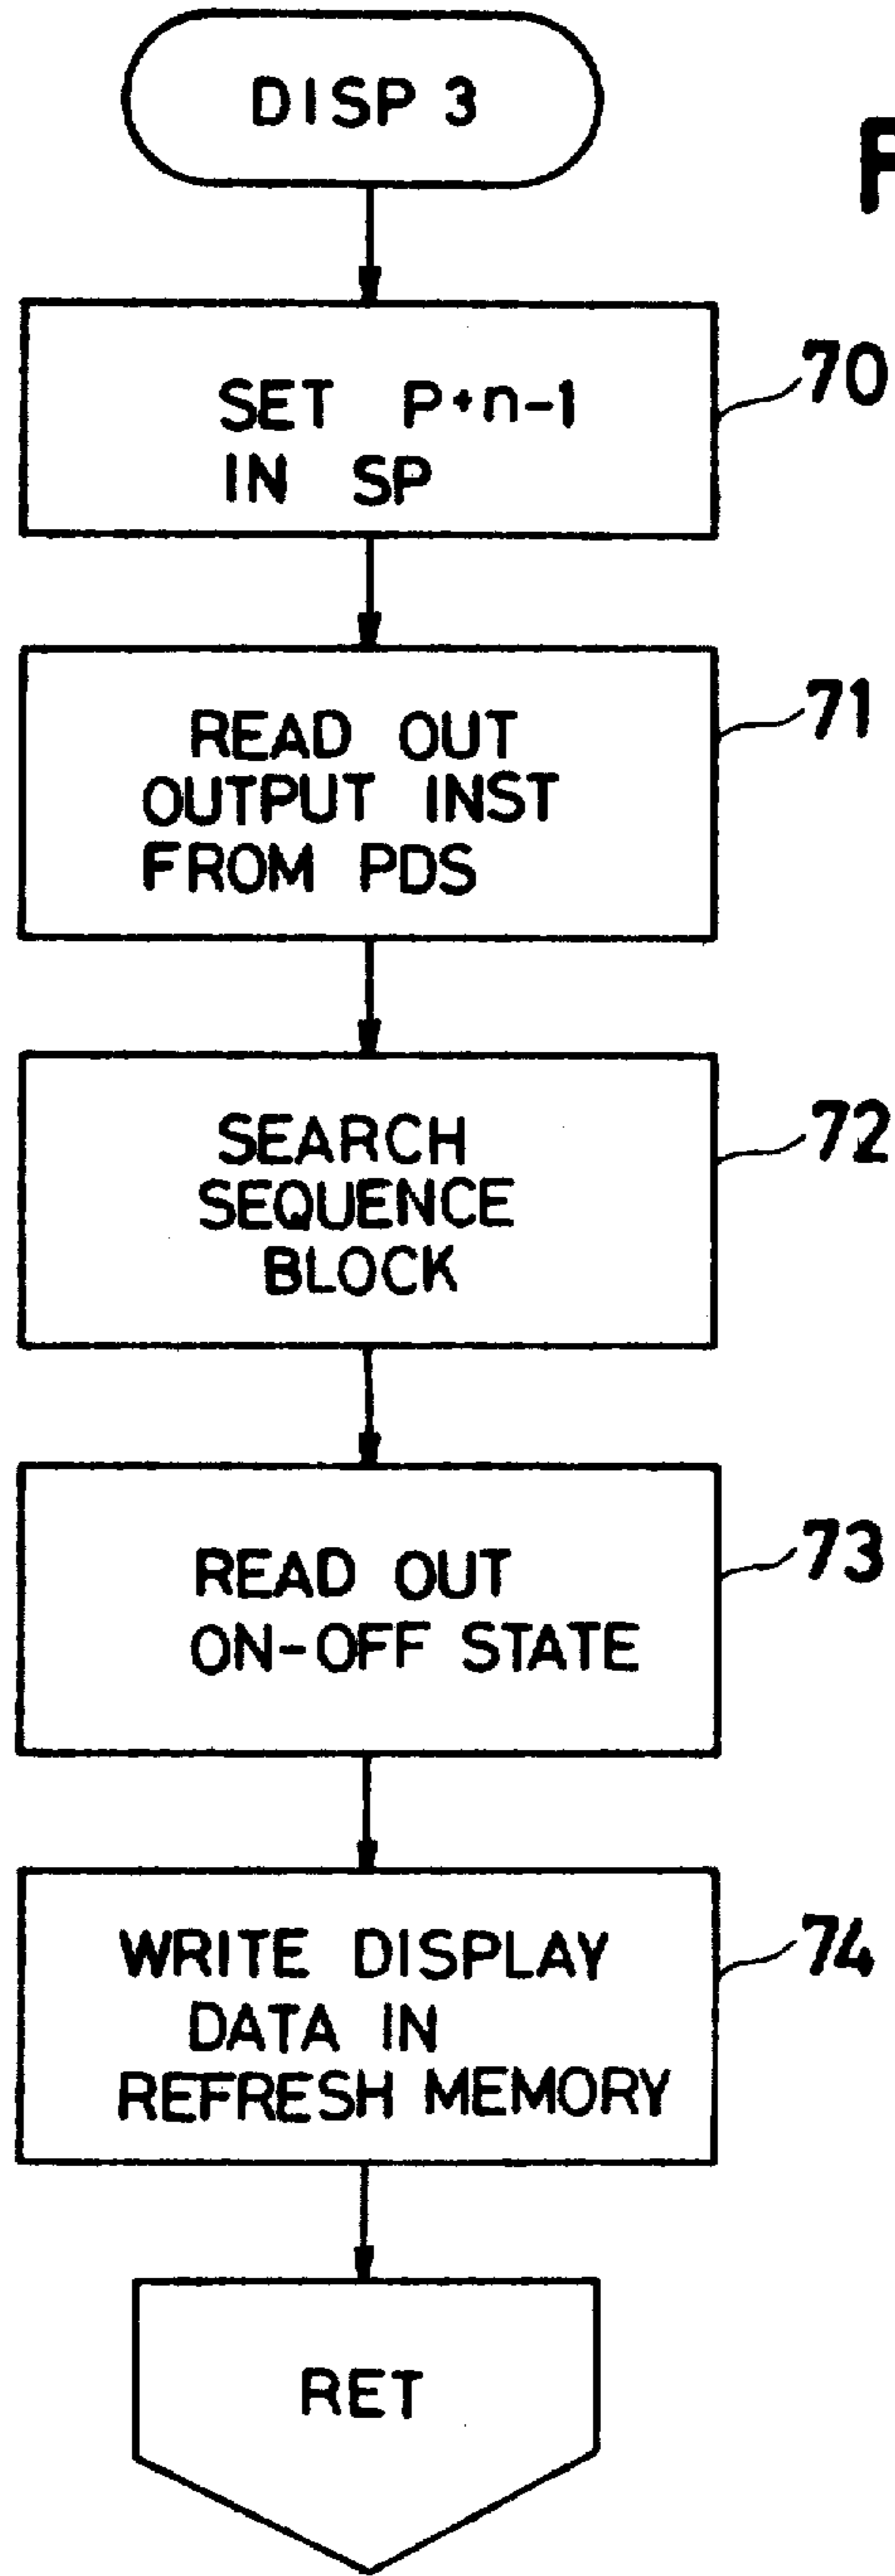 DISP 3
SET P+n-1
IN SP
70
READ OUT
OUTPUT INST
FROM PDS
71
SEARCH
SEQUENCE
BLOCK
72
READ OUT
ON-OFF STATE
73
WRITE DISPLAY
DATA IN
REFRESH MEMORY
74
RET